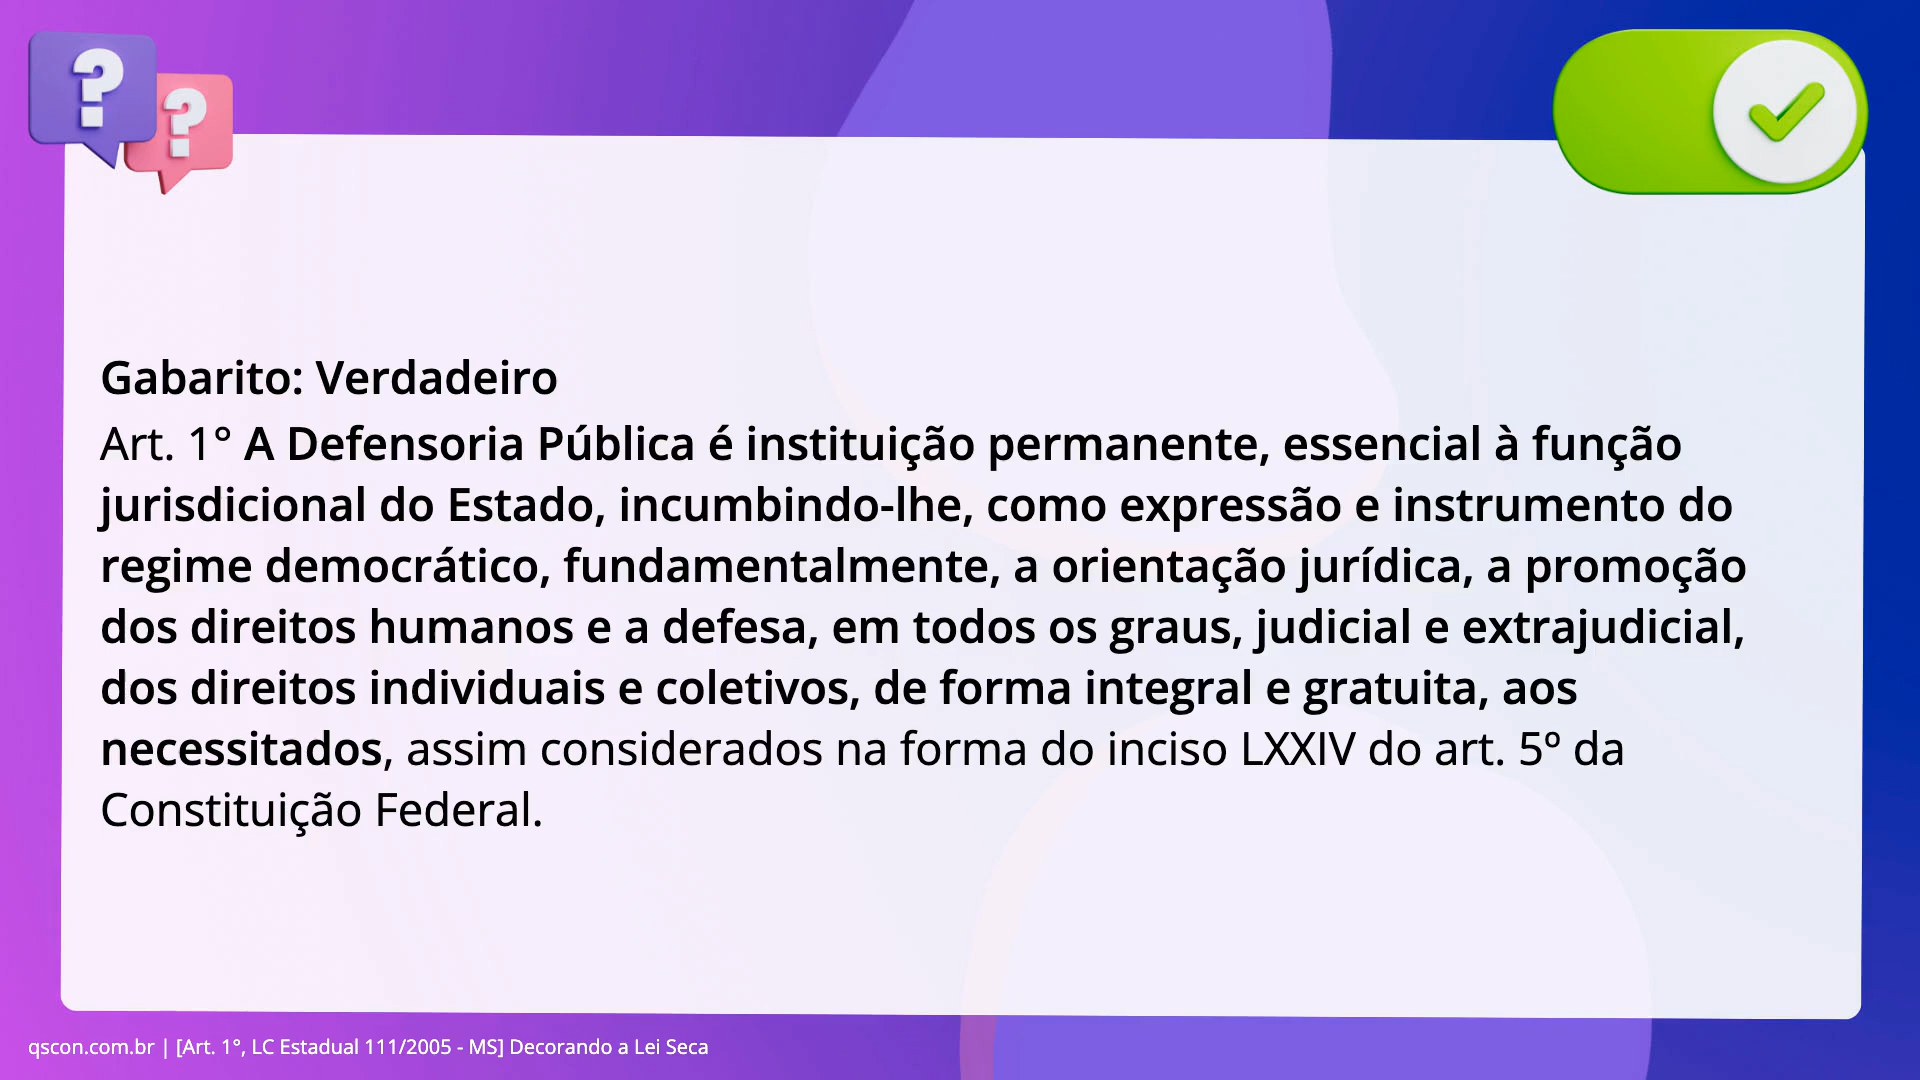 ?
?
Gabarito: Verdadeiro
Art. 1° A Defensoria Pública é instituição permanente, essencial à função
jurisdicional do Estado, incumbindo-lhe, como expressão e instrumento do
regime democrático, fundamentalmente, a orientação jurídica, a promoção
dos direitos humanos e a defesa, em todos os graus, judicial e extrajudicial,
dos direitos individuais e coletivos, de forma integral e gratuita, aos
necessitados, assim considerados na forma do inciso LXXIV do art. 5º da
Constituição Federal.
qscon.com.br | [Art. 1°, LC Estadual 111/2005 - MS] Decorando a Lei Seca